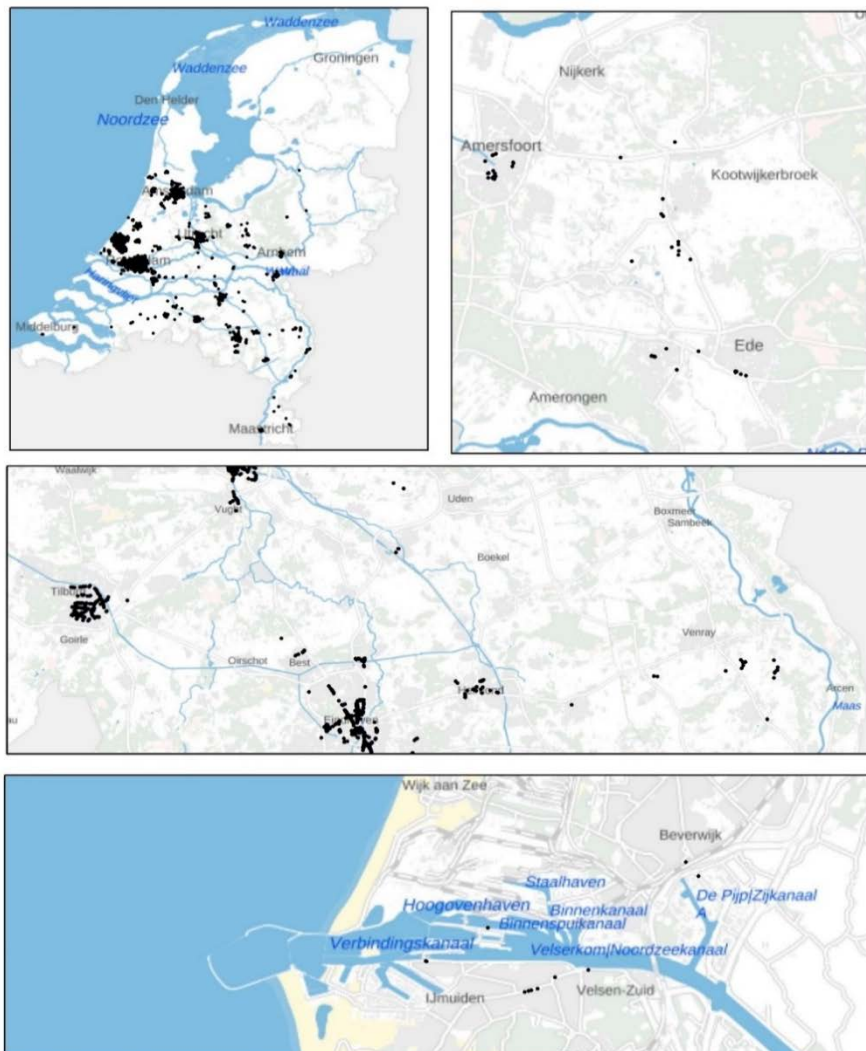 Waddenzee
Waddenzee
Groningen
Den Helder
Noordzee
Utrecht
Arnhem
Waal
Middelburg
Maastricht
Nijkerk
Amersfoort
Kootwijkerbroek
Ede
Amerongen
Waalwijk
Vught
Uden
Boxmeer
Sambeek
Boekel
Tilburg
Goirle
Oirschot
Best
Venray
Arcen
Maas
au
Wijk aan Zee
Beverwijk
Staalhaven
De Pijp|Zijkanaal
A
Hoogovenhaven
Binnenkanaal
Binnenspuikanaal
Verbindingskanaal
Velserkom|Noordzeekanaal
IJmuiden
Velsen-Zuid